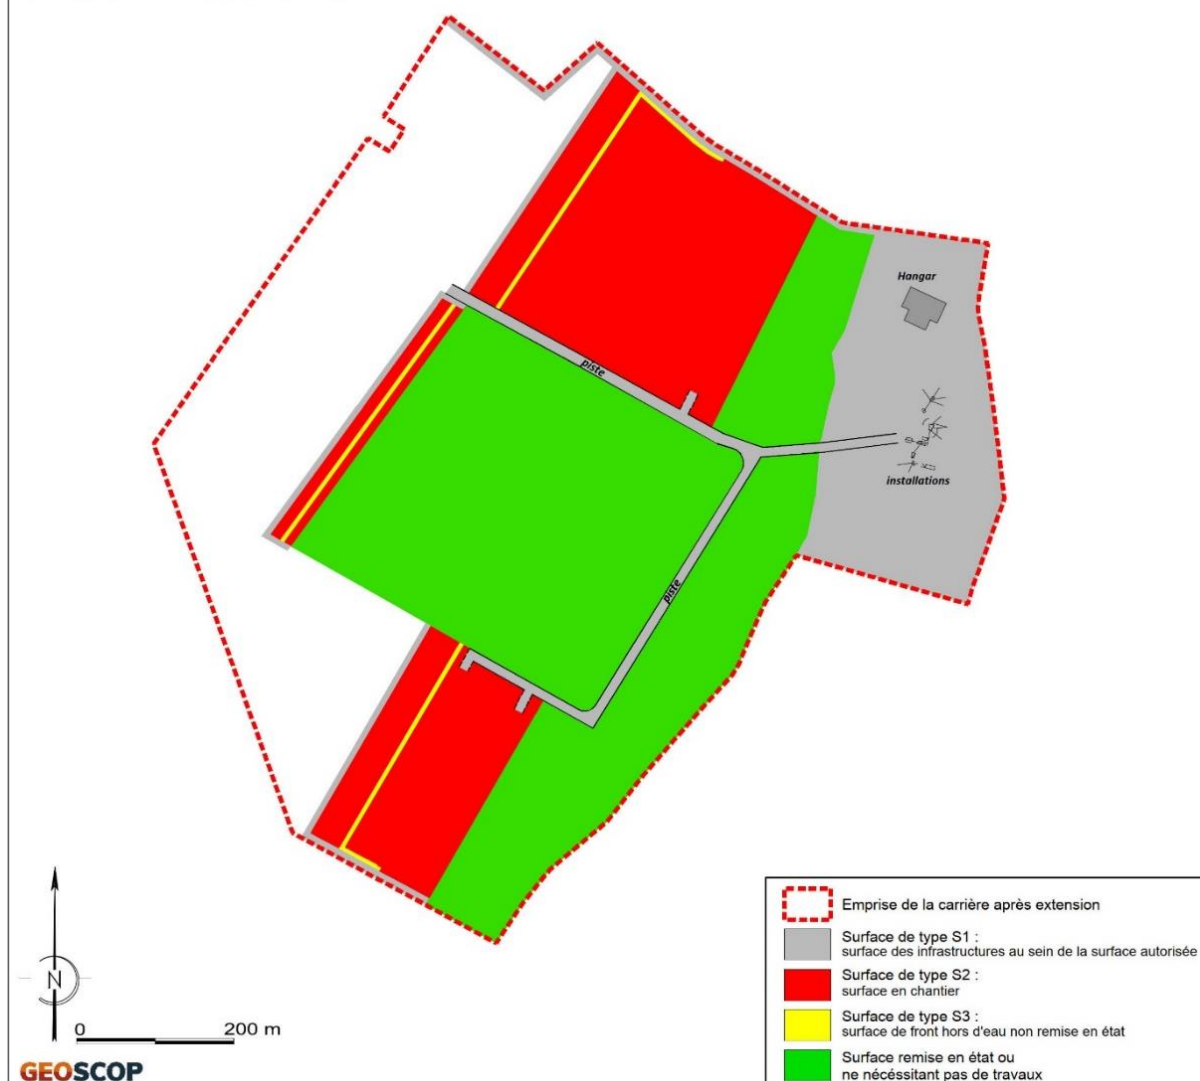 Hangar
piste
installations
piste
N
0 200 m
GEOSCOP
Emprise de la carrière après extension
Surface de type S1 :
surface des infrastructures au sein de la surface autorisée
Surface de type S2 :
surface en chantier
Surface de type S3 :
surface de front hors d'eau non remise en état
Surface remise en état ou
ne nécéssitant pas de travaux